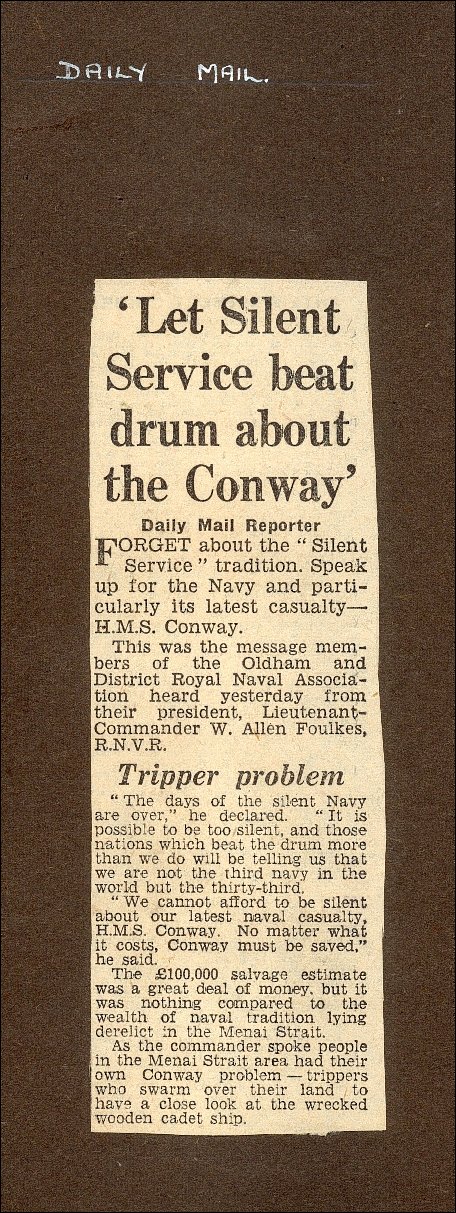 DAILY MAIL.
'Let Silent
Service beat
drum about
the Conway'
Daily Mail Reporter
FORGET about the "Silent
Service" tradition. Speak
up for the Navy and parti-
cularly its latest casualty—
H.M.S. Conway.
This was the message mem-
bers of the Oldham and
District Royal Naval Associa-
tion heard yesterday from
their president, Lieutenant-
Commander W. Allen Foulkes,
R.N.V.R.
Tripper problem
"The days of the silent Navy
are over," he declared. "It is
possible to be too silent, and those
nations which beat the drum more
than we do will be telling us that
we are not the third navy in the
world but the thirty-third.
"We cannot afford to be silent
about our latest naval casualty,
H.M.S. Conway. No matter what
it costs, Conway must be saved,"
he said.
The £100,000 salvage estimate
was a great deal of money, but it
was nothing compared to the
wealth of naval tradition lying
derelict in the Menai Strait.
As the commander spoke people
in the Menai Strait area had their
own Conway problem—trippers
who swarm over their land to
have a close look at the wrecked
wooden cadet ship.